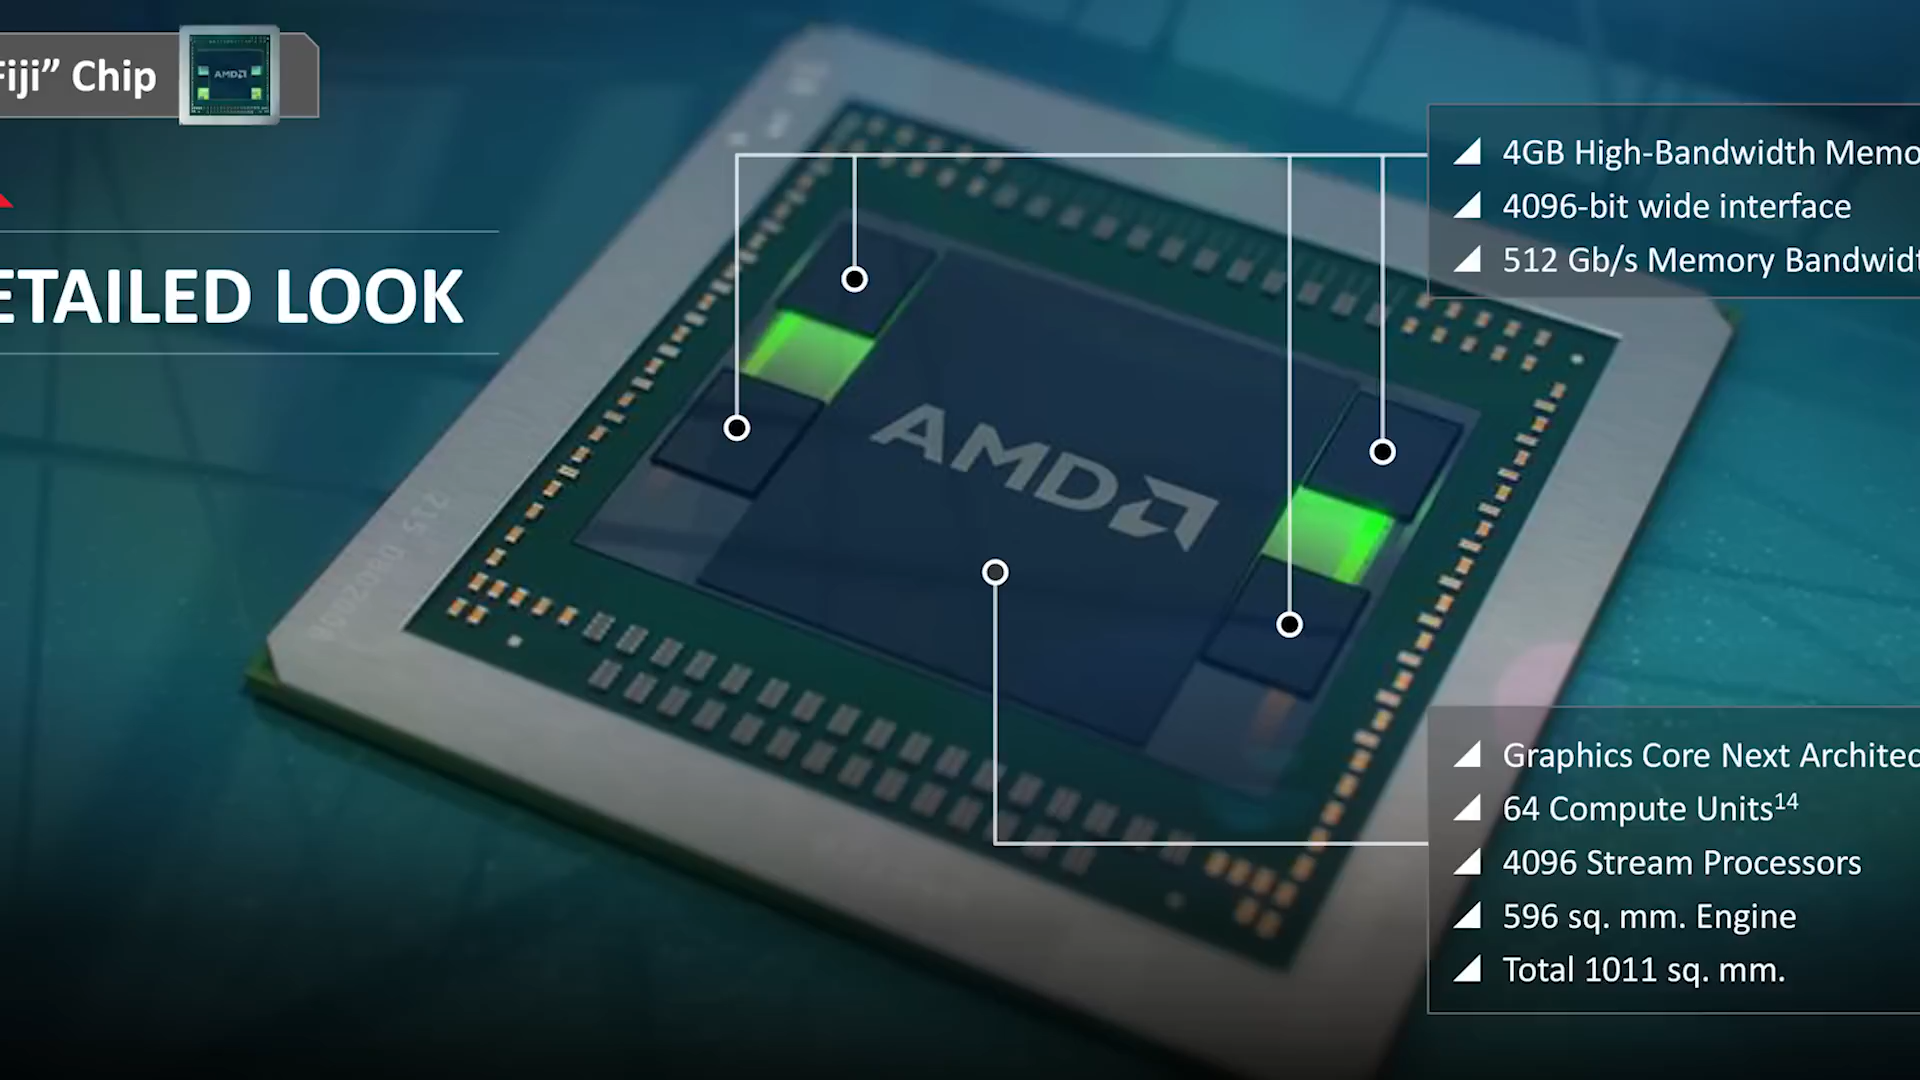 Fiji” Chip
AMD
ETAILED LOOK
4GB High-Bandwidth Memo
4096-bit wide interface
512 Gb/s Memory Bandwidt
AMD
Graphics Core Next Architec
64 Compute Units¹⁴
4096 Stream Processors
596 sq. mm. Engine
Total 1011 sq. mm.